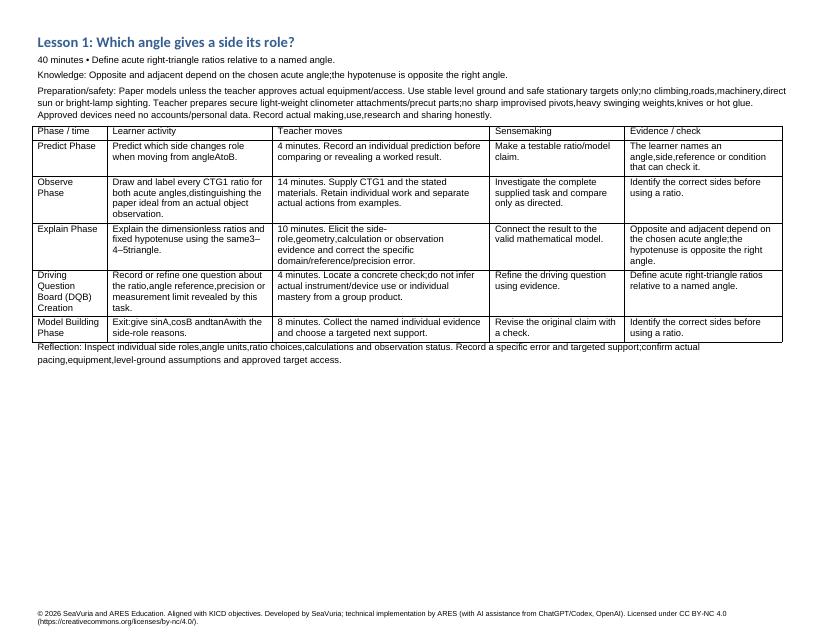 Lesson 1: Which angle gives a side its role?
40 minutes • Define acute right-triangle ratios relative to a named angle.
Knowledge: Opposite and adjacent depend on the chosen acute angle;the hypotenuse is opposite the right angle.
Preparation/safety: Paper models unless the teacher approves actual equipment/access. Use stable level ground and safe stationary targets only;no climbing,roads,machinery,direct
sun or bright-lamp sighting. Teacher prepares secure light-weight clinometer attachments/precut parts;no sharp improvised pivots,heavy swinging weights,knives or hot glue.
Approved devices need no accounts/personal data. Record actual making,use,research and sharing honestly.
Phase / time
Learner activity
Teacher moves
Sensemaking
Evidence / check
Predict Phase
Predict which side changes role
when moving from angleAtoB.
4 minutes. Record an individual prediction before
comparing or revealing a worked result.
Make a testable ratio/model
claim.
The learner names an
angle,side,reference or condition
that can check it.
Observe
Phase
Draw and label every CTG1 ratio for
both acute angles,distinguishing the
paper ideal from an actual object
observation.
14 minutes. Supply CTG1 and the stated
materials. Retain individual work and separate
actual actions from examples.
Investigate the complete
supplied task and compare
only as directed.
Identify the correct sides before
using a ratio.
Explain Phase
Explain the dimensionless ratios and
fixed hypotenuse using the same3–
4–5triangle.
10 minutes. Elicit the side-
role,geometry,calculation or observation
evidence and correct the specific
domain/reference/precision error.
Connect the result to the
valid mathematical model.
Opposite and adjacent depend on
the chosen acute angle;the
hypotenuse is opposite the right
angle.
Driving
Question
Board (DQB)
Creation
Record or refine one question about
the ratio,angle reference,precision or
measurement limit revealed by this
task.
4 minutes. Locate a concrete check;do not infer
actual instrument/device use or individual
mastery from a group product.
Refine the driving question
using evidence.
Define acute right-triangle ratios
relative to a named angle.
Model Building
Phase
Exit:give sinA,cosB andtanAwith the
side-role reasons.
8 minutes. Collect the named individual evidence
and choose a targeted next support.
Revise the original claim with
a check.
Identify the correct sides before
using a ratio.
Reflection: Inspect individual side roles,angle units,ratio choices,calculations and observation status. Record a specific error and targeted support;confirm actual
pacing,equipment,level-ground assumptions and approved target access.
© 2026 SeaVuria and ARES Education. Aligned with KICD objectives. Developed by SeaVuria; technical implementation by ARES (with AI assistance from ChatGPT/Codex, OpenAI). Licensed under CC BY-NC 4.0
(https://creativecommons.org/licenses/by-nc/4.0/).